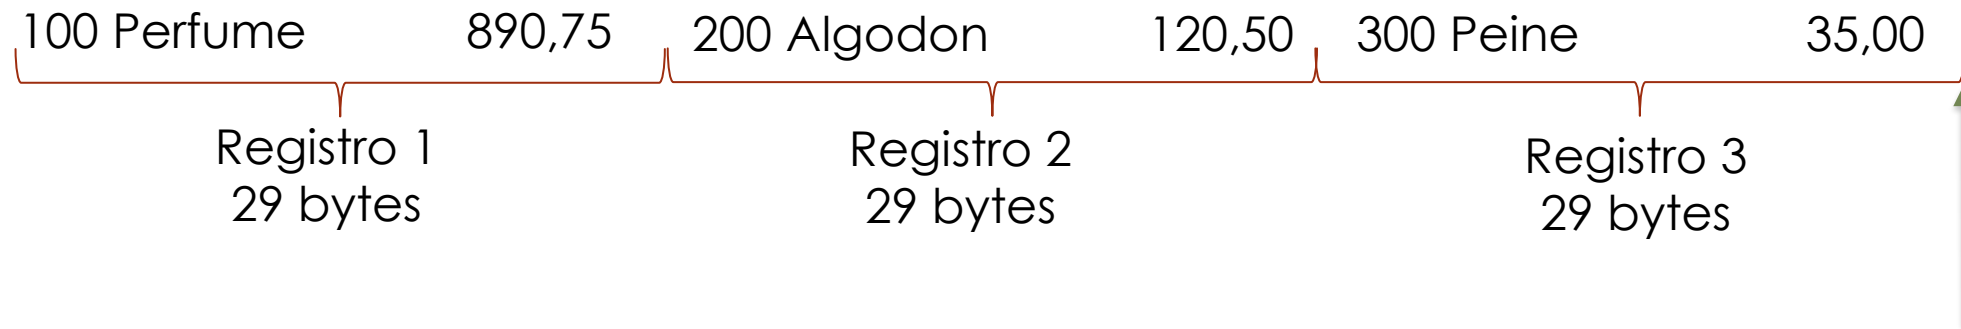 100 Perfume 890,75 200 Algodon 120,50 300 Peine 35,00
Registro 1
29 bytes
Registro 2
29 bytes
Registro 3
29 bytes